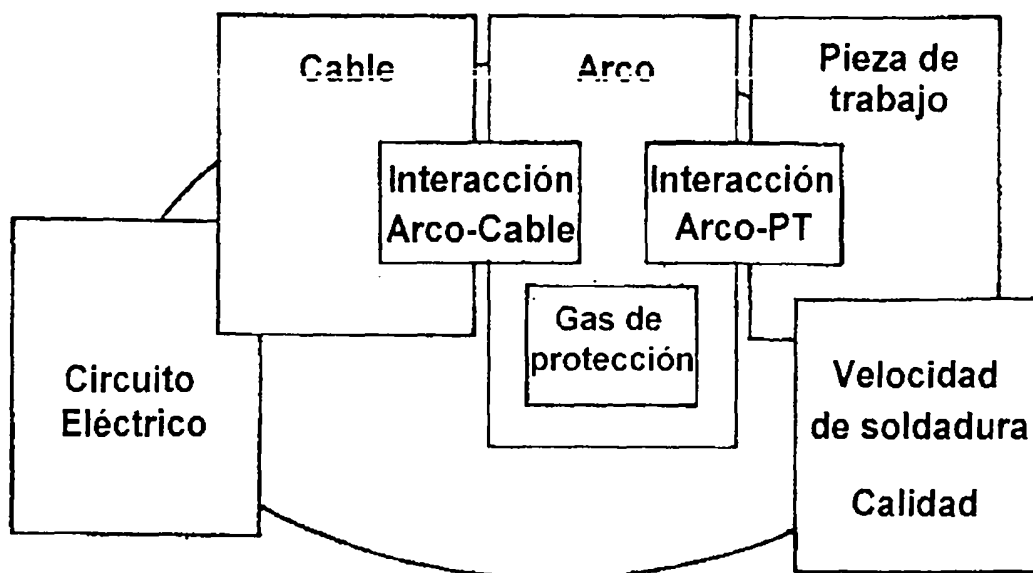 Cable
Arco
Pieza de
trabajo
Interacción
Arco-Cable
Interacción
Arco-PT
Gas de
protección
Circuito
Eléctrico
Velocidad
de soldadura
Calidad